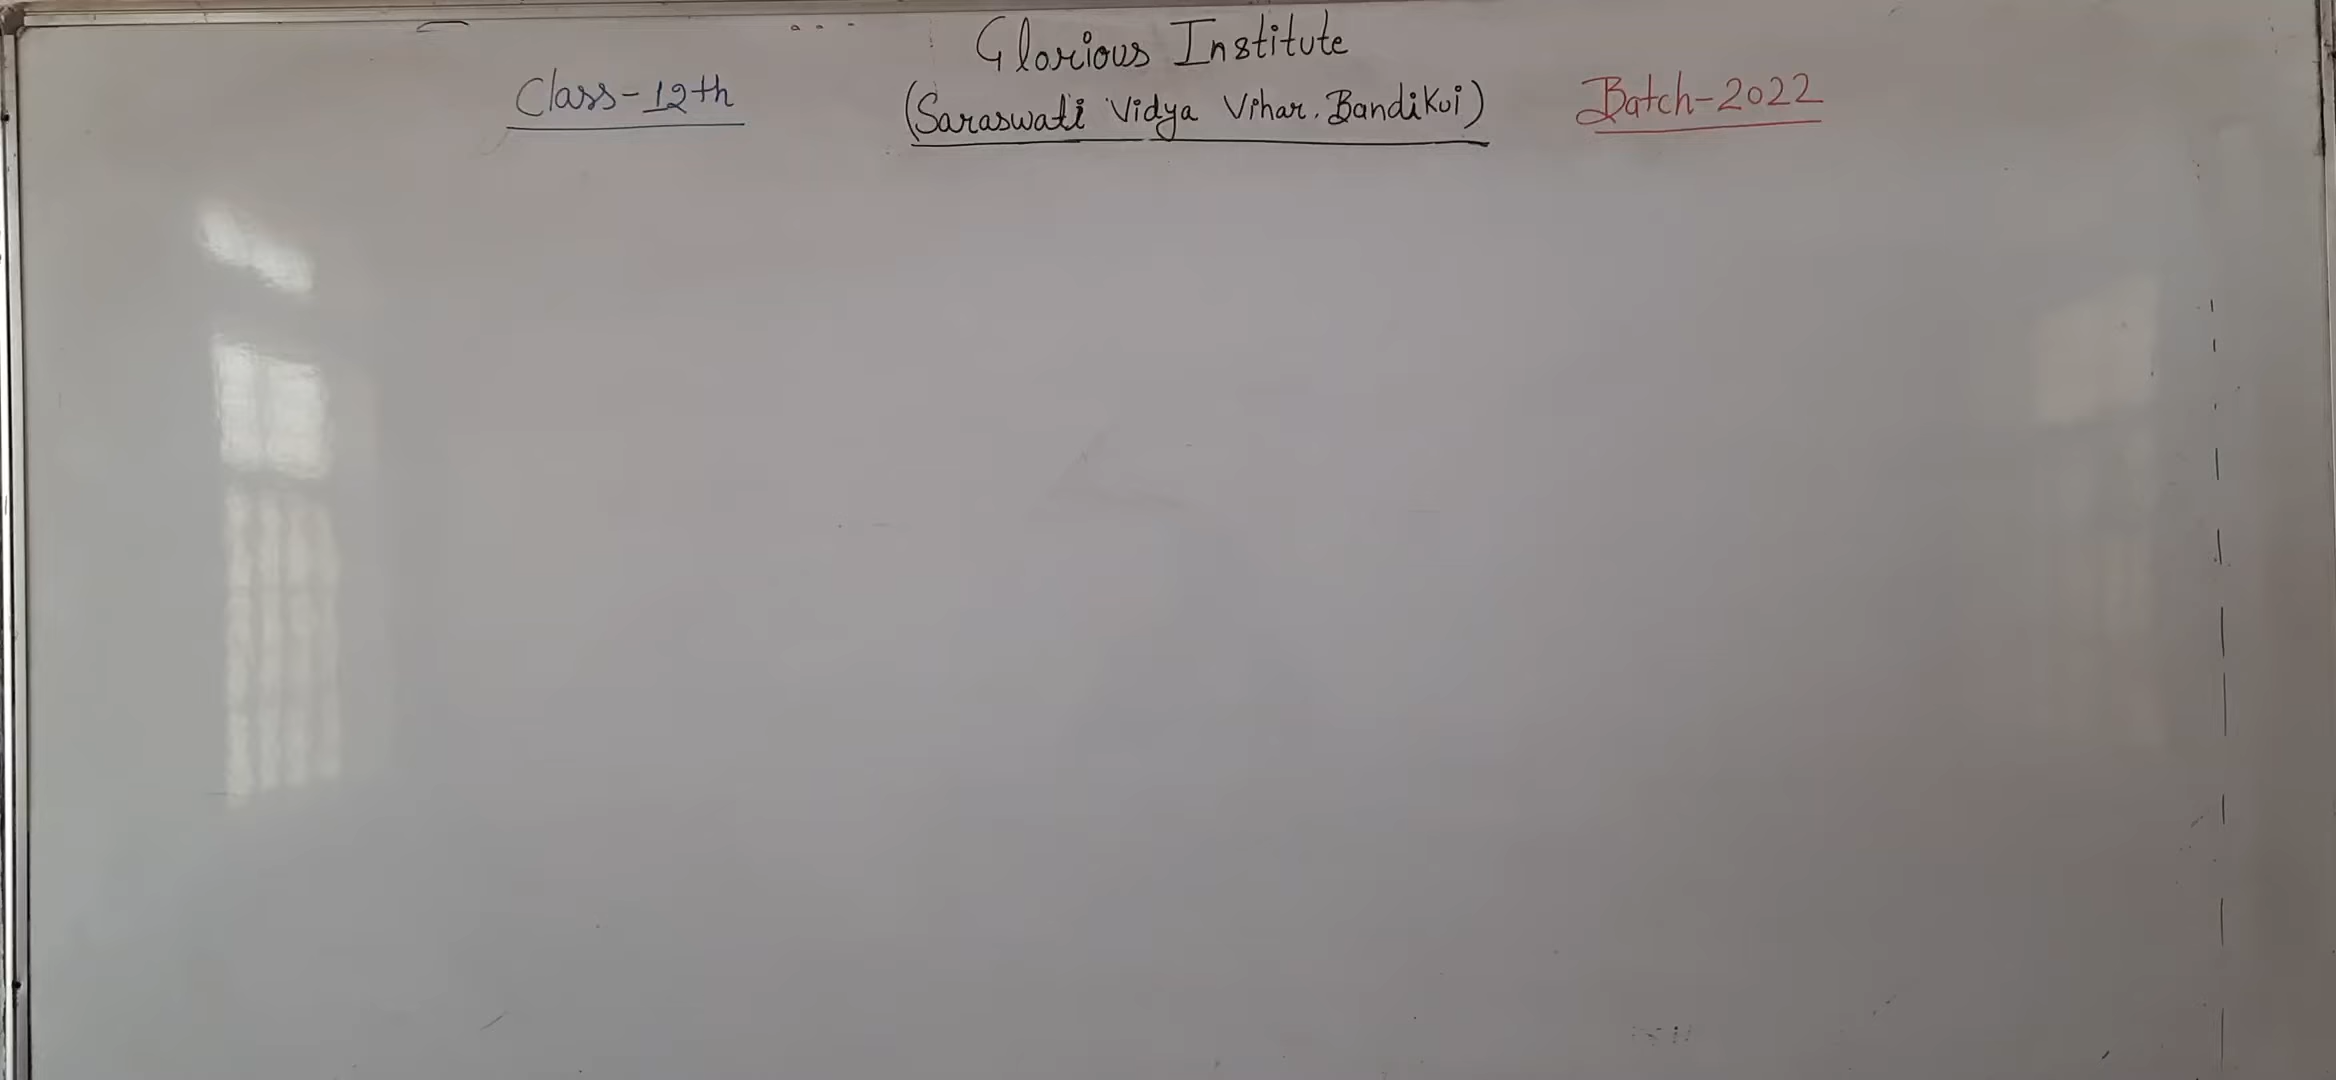 Glorious Institute
Class-12th
(Saraswati Vidya Vihar. Bandikui)
Batch-2022